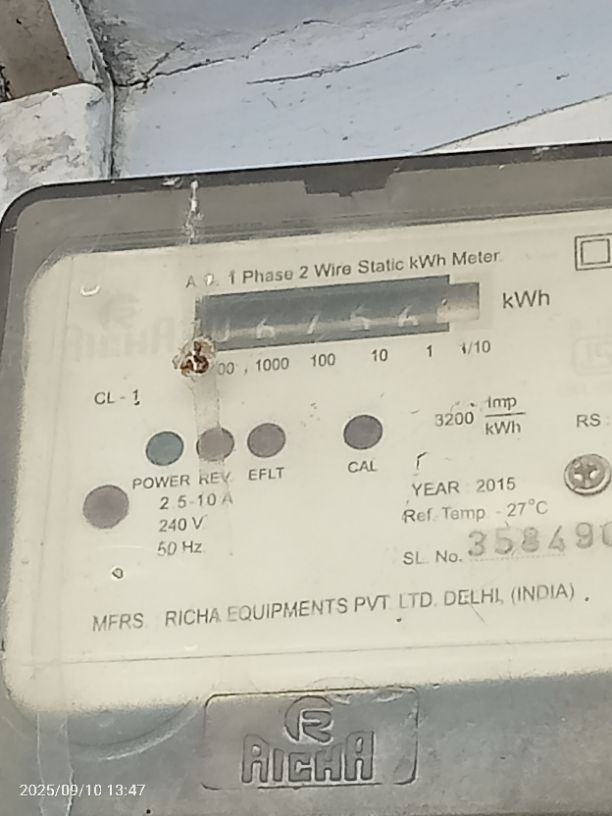 1 Phase 2 Wire Static kWh Meter
kWh
1000 100 10 1 1/10
CL - 1
3200 Imp
kWh
RS
POWER REV EFLT CAL
2.5-10 A
240 V
50 Hz
YEAR : 2015
Ref. Temp - 27°C
SL. No. 35849
MFRS. RICHA EQUIPMENTS PVT. LTD. DELHI, (INDIA)
R
RICHA
2025/09/10 13:47